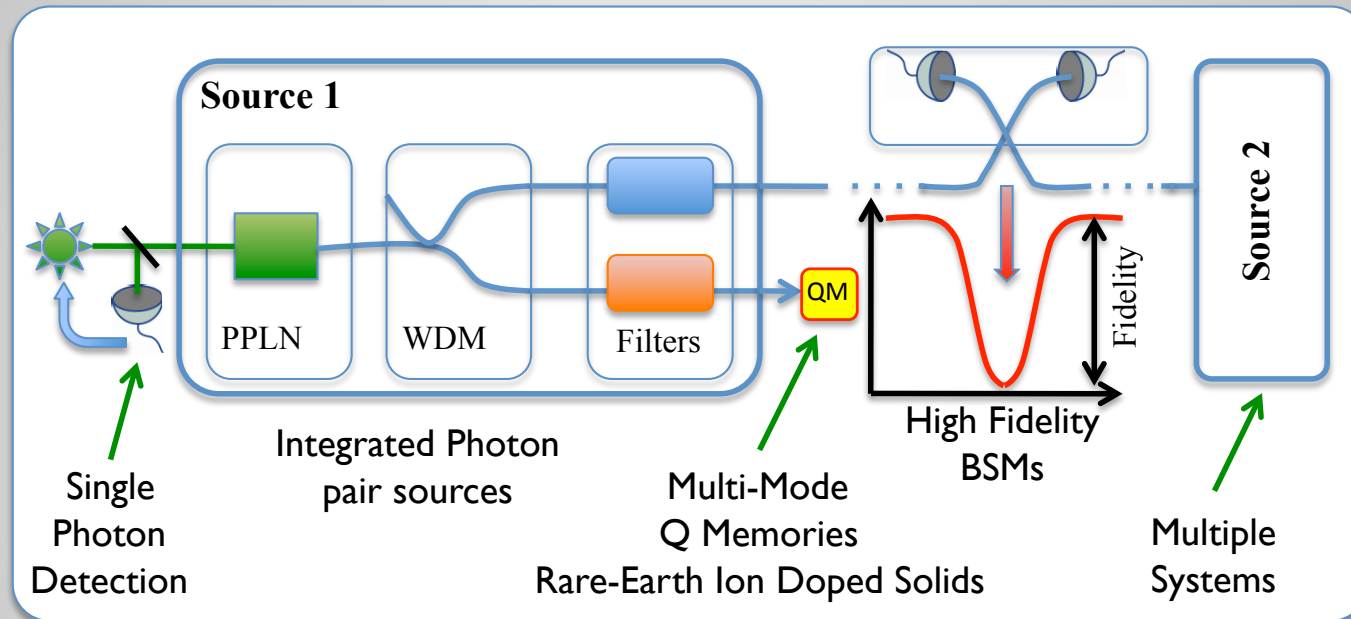 Source 1
PPLN
WDM
Filters
QM
Fidelity
Source 2
Single
Photon
Detection
Integrated Photon
pair sources
Multi-Mode
Q Memories
Rare-Earth Ion Doped Solids
High Fidelity
BSMs
Multiple
Systems